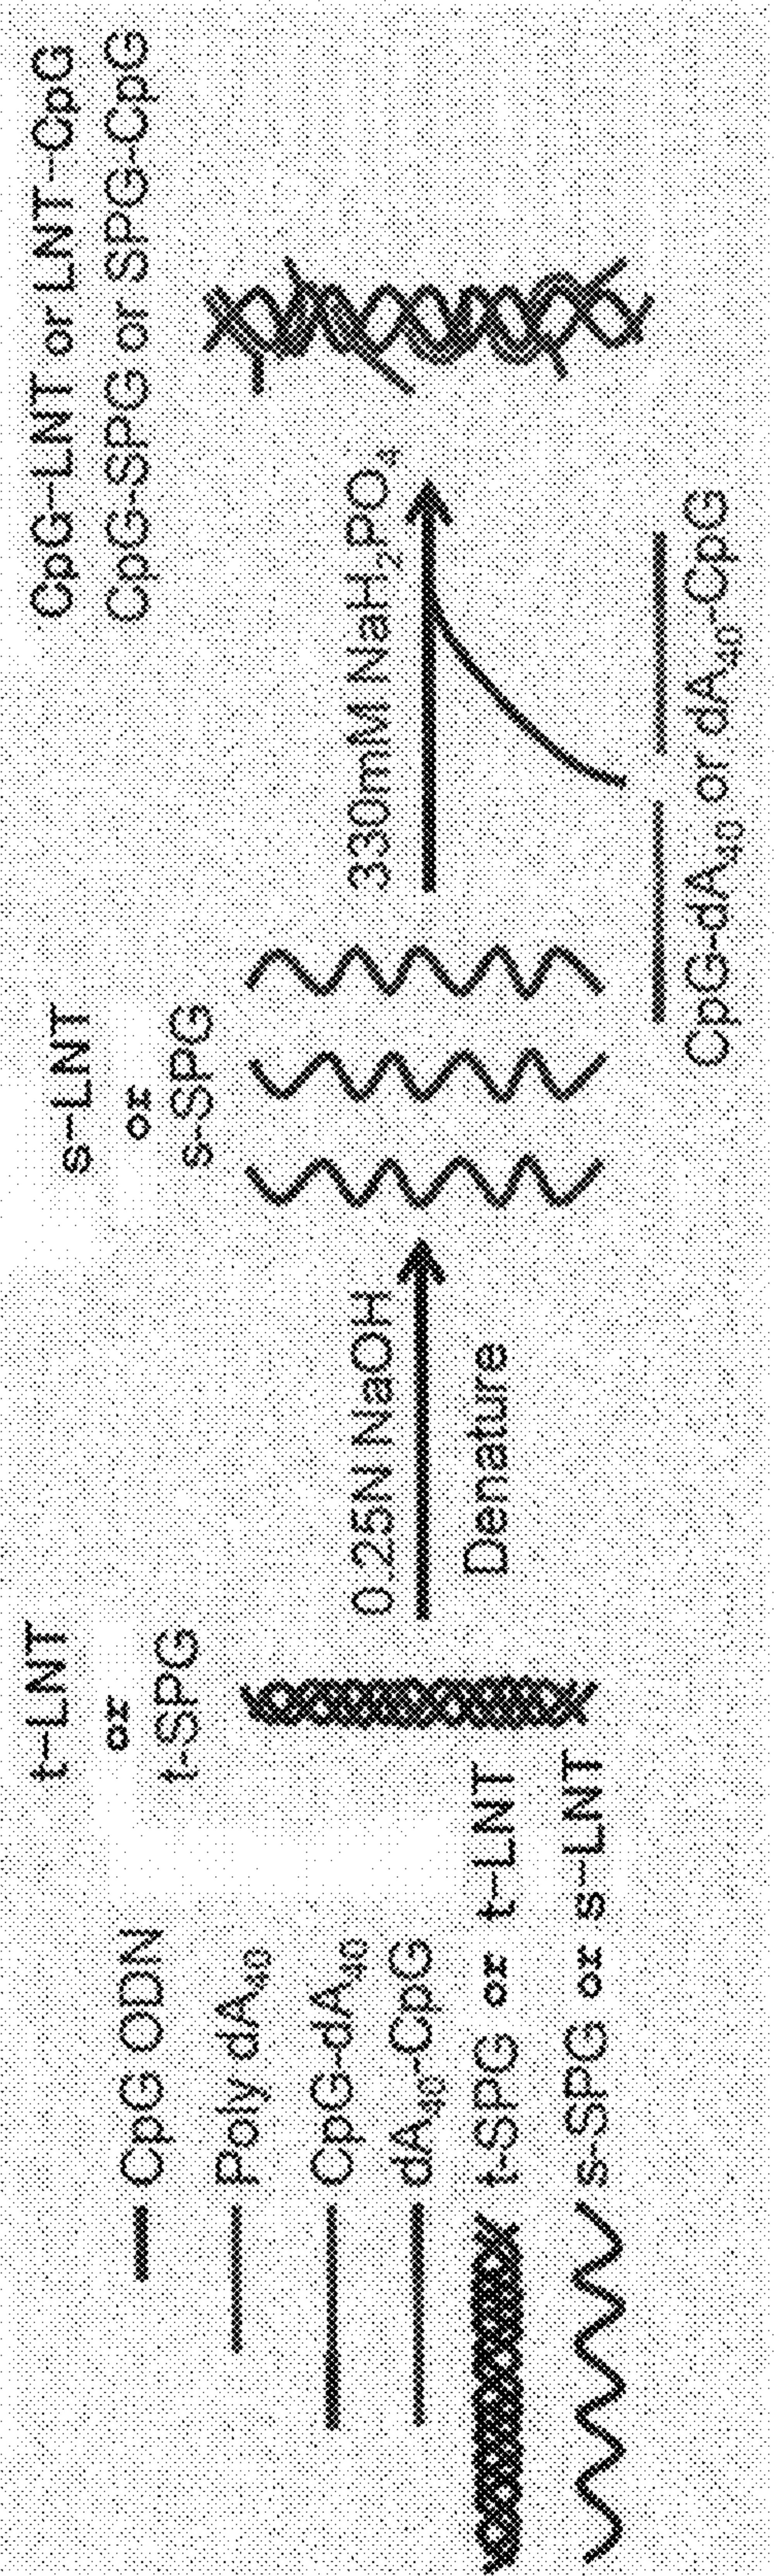 CpG ODN
Poly dA40
CpG-dA40
dA40-CpG
t-SPG or t-LNT
s-SPG or s-LNT
t-LNT
or
t-SPG
0.25N NaOH
Denature
s-LNT
or
s-SPG
330mM NaH2PO4
CpG-dA40 or dA40-CpG
CpG-LNT or LNT-CpG
CpG-SPG or SPG-CpG